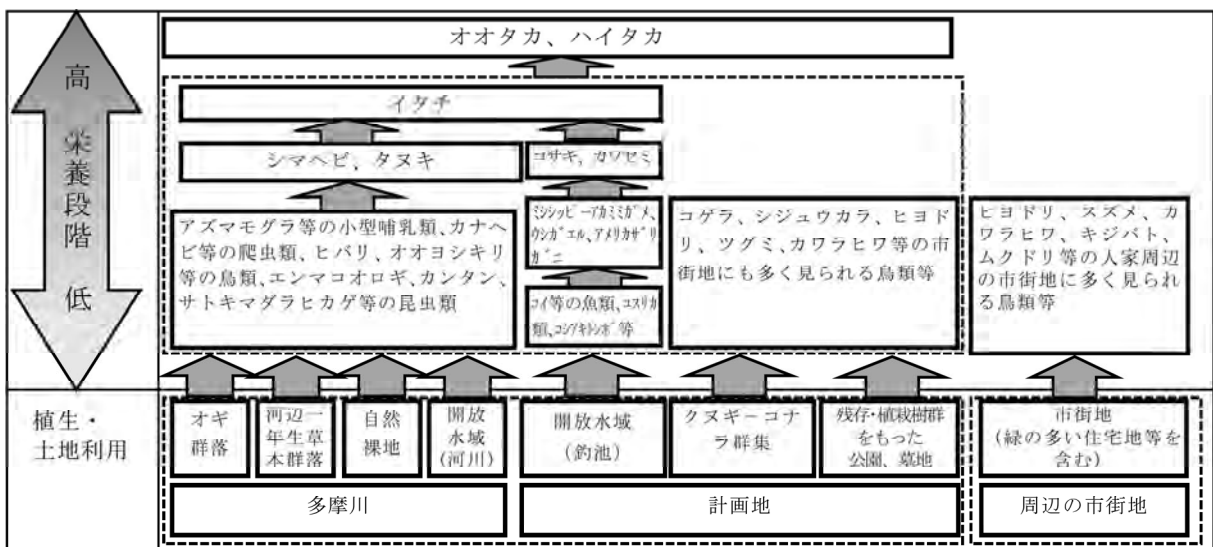 高
栄養段階
低
オオタカ、ハイタカ
イタチ
シマヘビ、タヌキ
コサギ、カワセミ
アズマモグラ等の小型哺乳類、カナヘ
ビ等の爬虫類、ヒバリ、オオヨシキリ
等の鳥類、エンマコオロギ、カンタン、
サトキマダラヒカゲ等の昆虫類
ミシシッピーアカミミガメ、
ウシガエル、アメリカザリ
ガニ
コイ等の魚類、ユスリカ
類、コシアキトンボ等
コゲラ、シジュウカラ、ヒヨド
リ、ツグミ、カワラヒワ等の市
街地にも多く見られる鳥類等
ヒヨドリ、スズメ、カ
ワラヒワ、キジバト、
ムクドリ等の人家周辺
の市街地に多く見られ
る鳥類等
植生・
土地利用
オギ
群落
河辺一
年生草
本群落
自然
裸地
開放
水域
(河川)
開放水域
(釣池)
クヌギ－コナ
ラ群集
残存・植栽樹群
をもった
公園、墓地
市街地
(緑の多い住宅地等を
含む)
多摩川
計画地
周辺の市街地